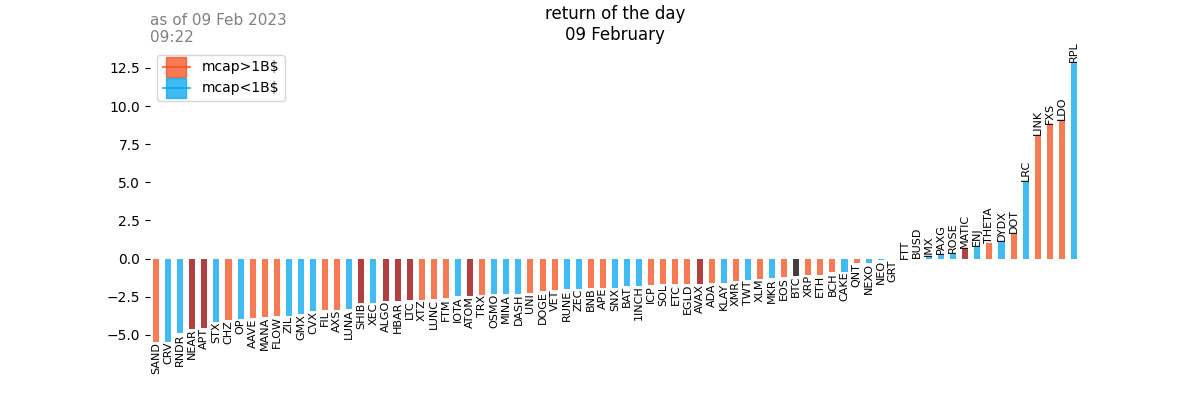 as of 09 Feb 2023
09:22
return of the day
09 February
mcap>1B$
mcap<1B$
12.5
10.0
7.5
5.0
2.5
0.0
−2.5
−5.0
SAND
CRV
RNDR
NEAR
APT
STX
CHZ
OP
AAVE
MANA
FLOW
ZIL
GMX
CVX
FIL
AXS
LUNA
SHIB
XEC
ALGO
HBAR
LTC
XTZ
LUNC
FTM
IOTA
ATOM
TRX
OSMO
MINA
DASH
UNI
DOGE
VET
RUNE
ZEC
BNB
APE
SNX
BAT
1INCH
ICP
SOL
ETC
EGLD
AVAX
ADA
KLAY
XMR
TWT
XLM
MKR
EOS
BTC
XRP
ETH
BCH
CAKE
QNT
NEXO
NEO
GRT
FTT
BUSD
IMX
PAXG
ROSE
MATIC
ENJ
THETA
DYDX
DOT
LRC
LINK
FXS
LDO
RPL